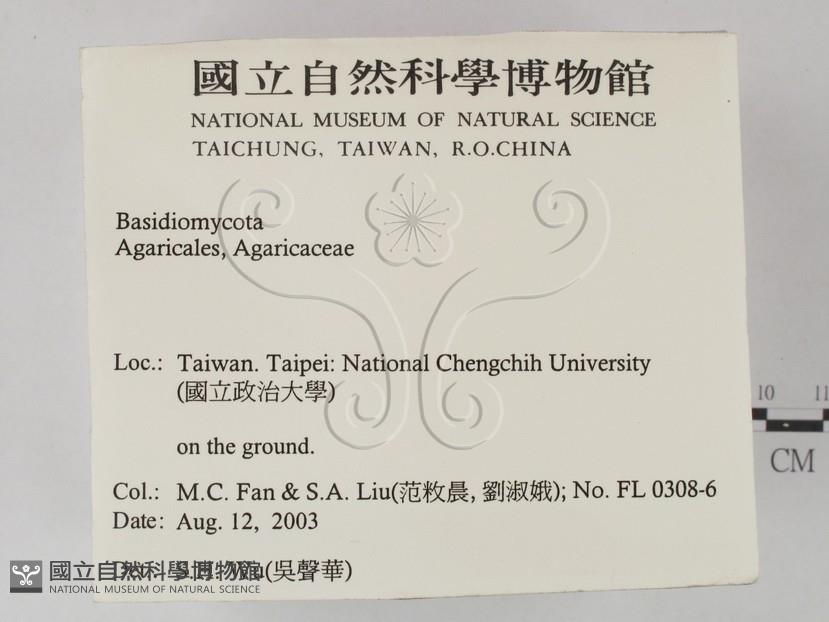 國立自然科學博物館
NATIONAL MUSEUM OF NATURAL SCIENCE
TAICHUNG, TAIWAN, R.O.CHINA
Basidiomycota
Agaricales, Agaricaceae
Loc.: Taiwan. Taipei: National Chengchih University
(國立政治大學)
on the ground.
Col.: M.C. Fan & S.A. Liu(范敉晨, 劉淑娥); No. FL 0308-6
Date: Aug. 12, 2003
(吳聲華)
國立自然科學博物館
NATIONAL MUSEUM OF NATURAL SCIENCE
10 11
CM